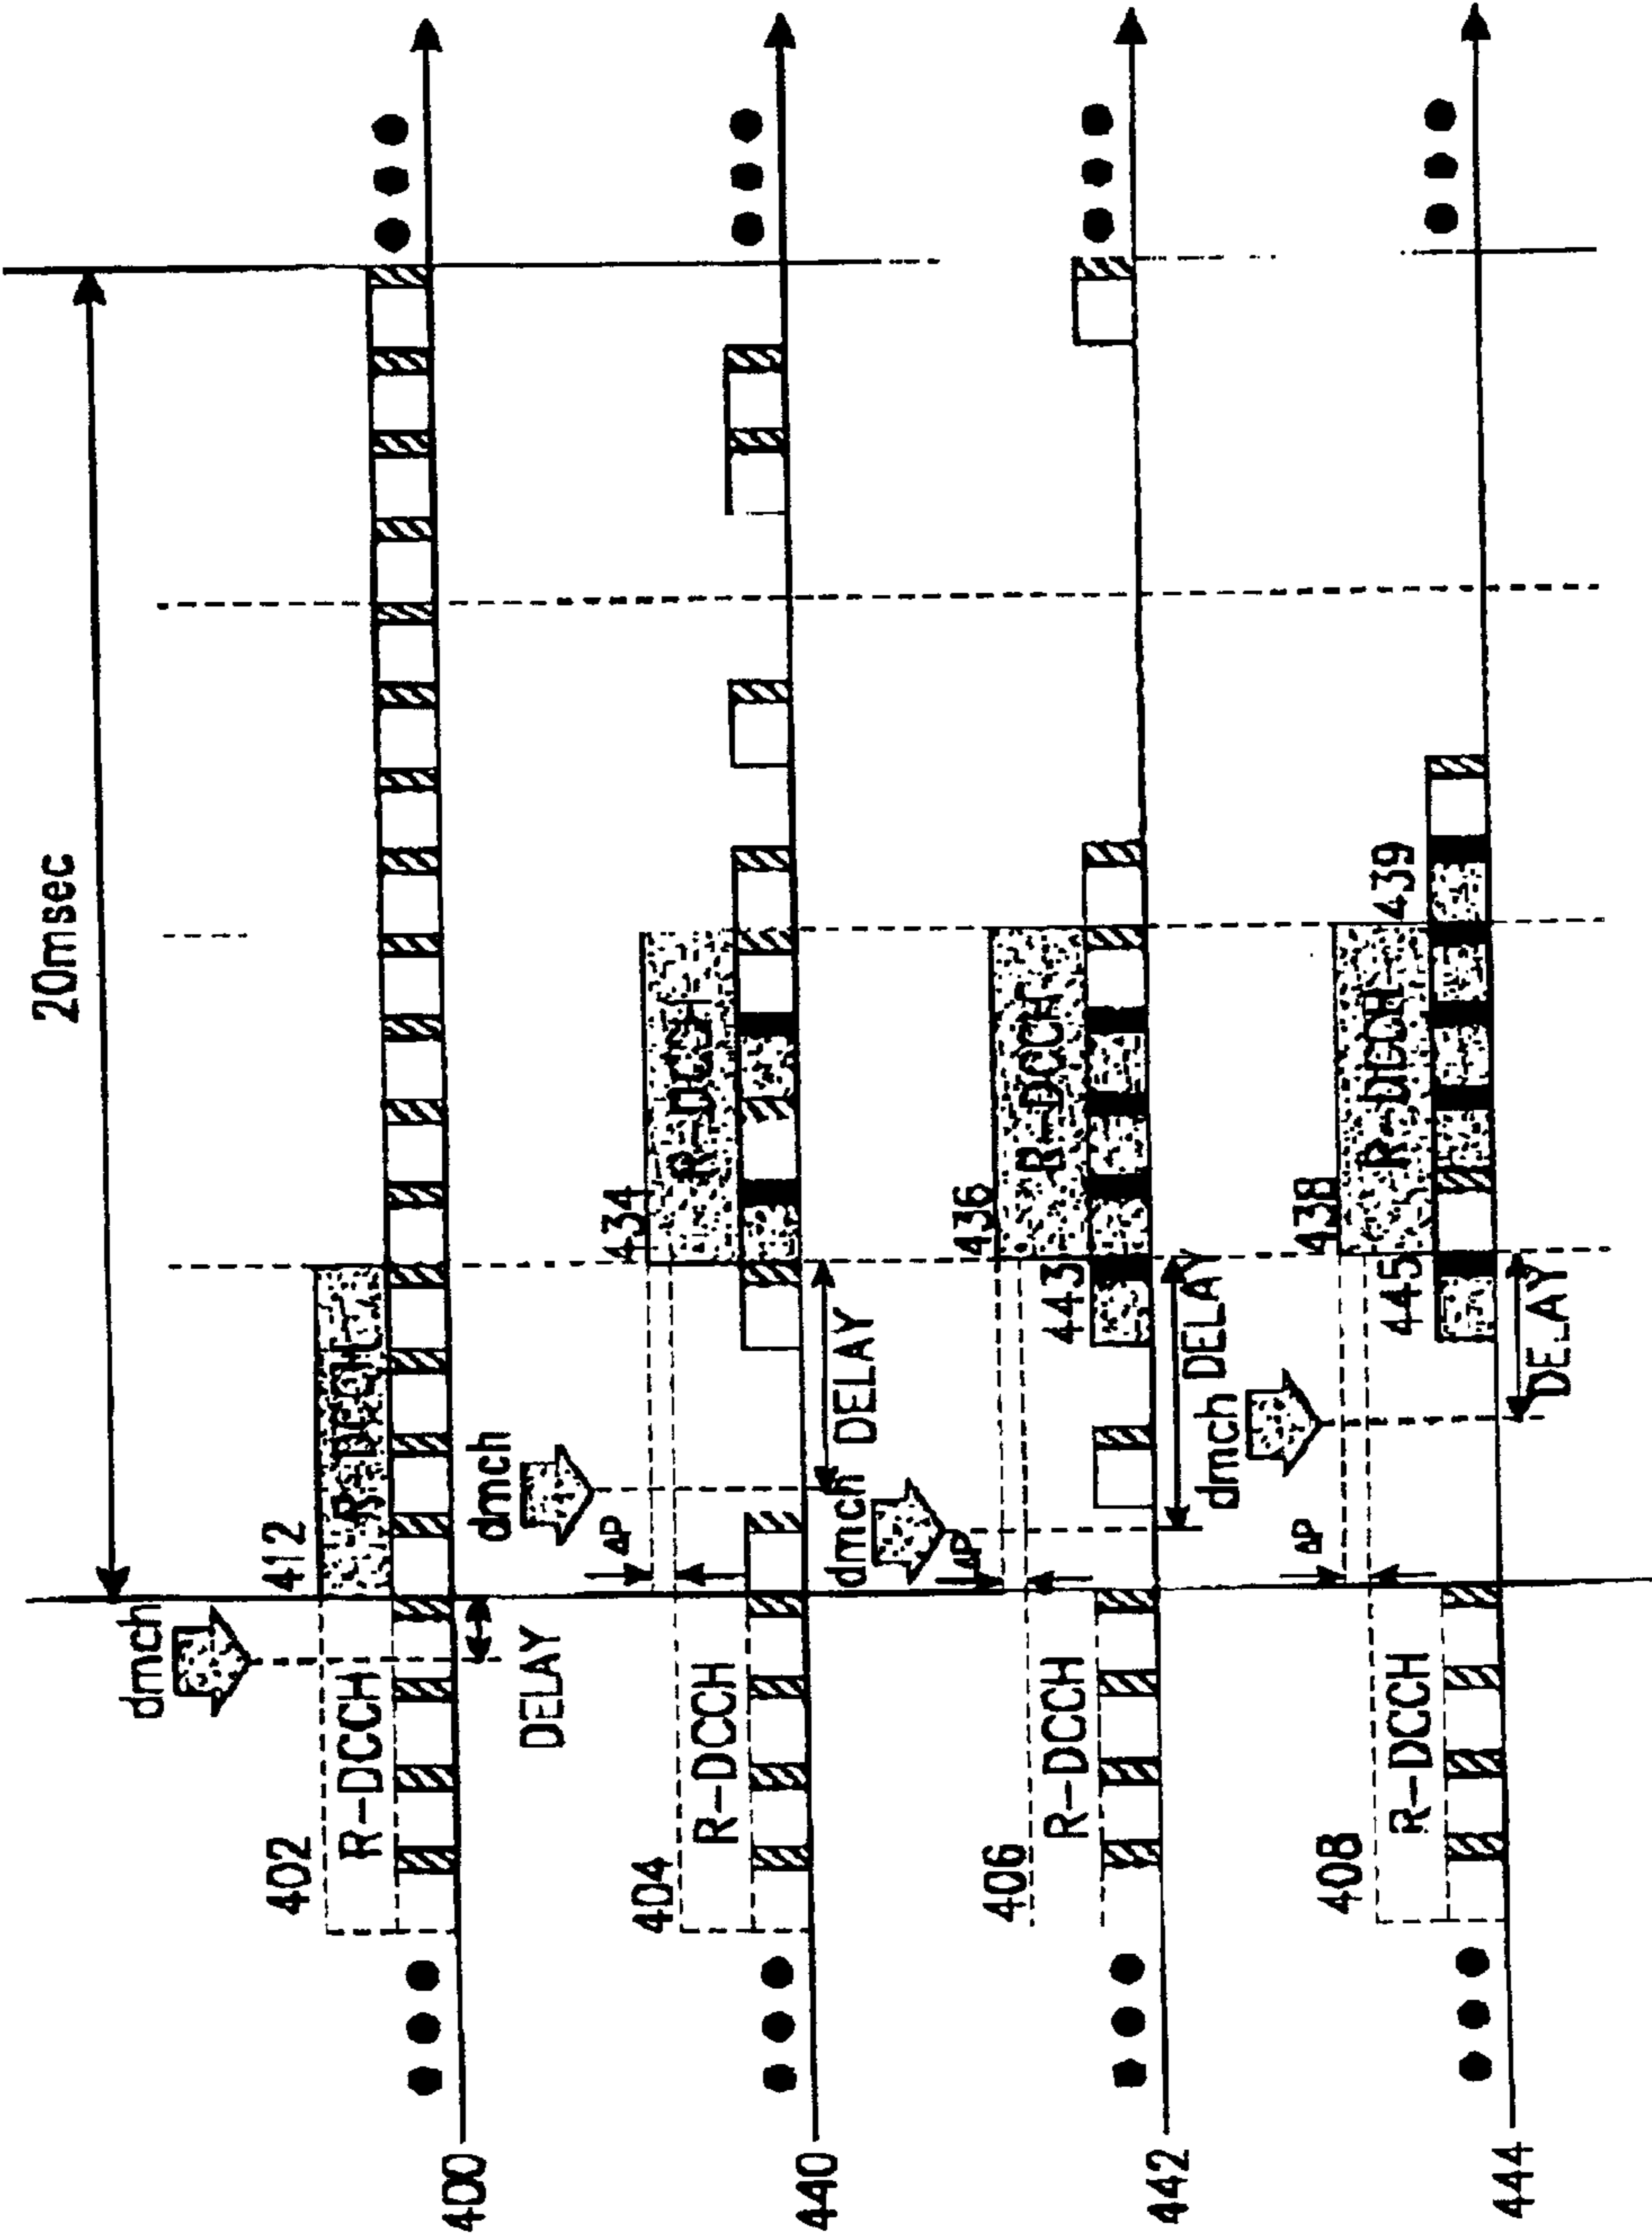 20msec
dmch
402
R-DCCH
412
R-DCCH
DELAY
400
dmch
404
R-DCCH
ΔP
434
R-DCCH
DELAY
440
dmch
406
R-DCCH
ΔP
436
R-DCCH
443
DELAY
442
dmch
408
R-DCCH
ΔP
438
R-DCCH
445
439
DELAY
444